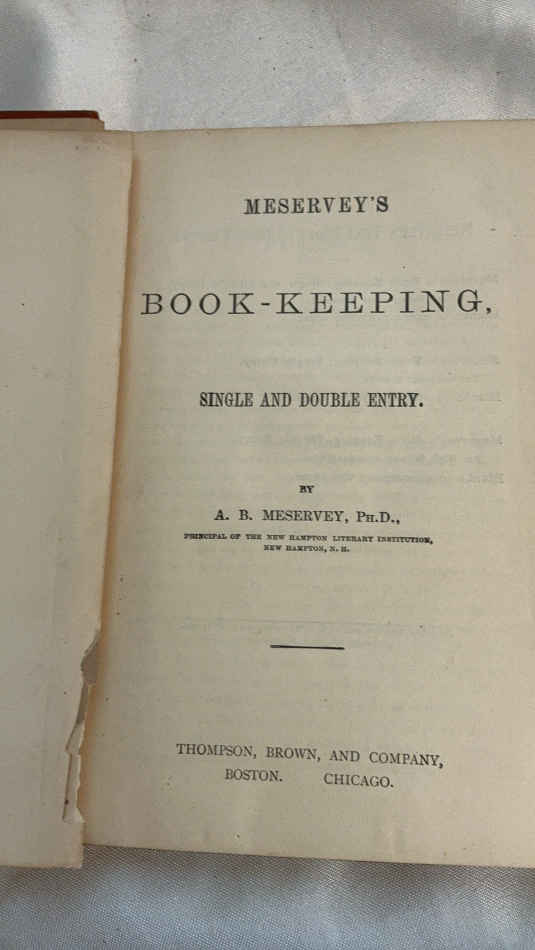 MESERVEY'S
BOOK-KEEPING,
SINGLE AND DOUBLE ENTRY.
BY
A. B. MESERVEY, PH.D.,
PRINCIPAL OF THE NEW HAMPTON LITERARY INSTITUTION,
NEW HAMPTON, N. H.
THOMPSON, BROWN, AND COMPANY,
BOSTON. CHICAGO.